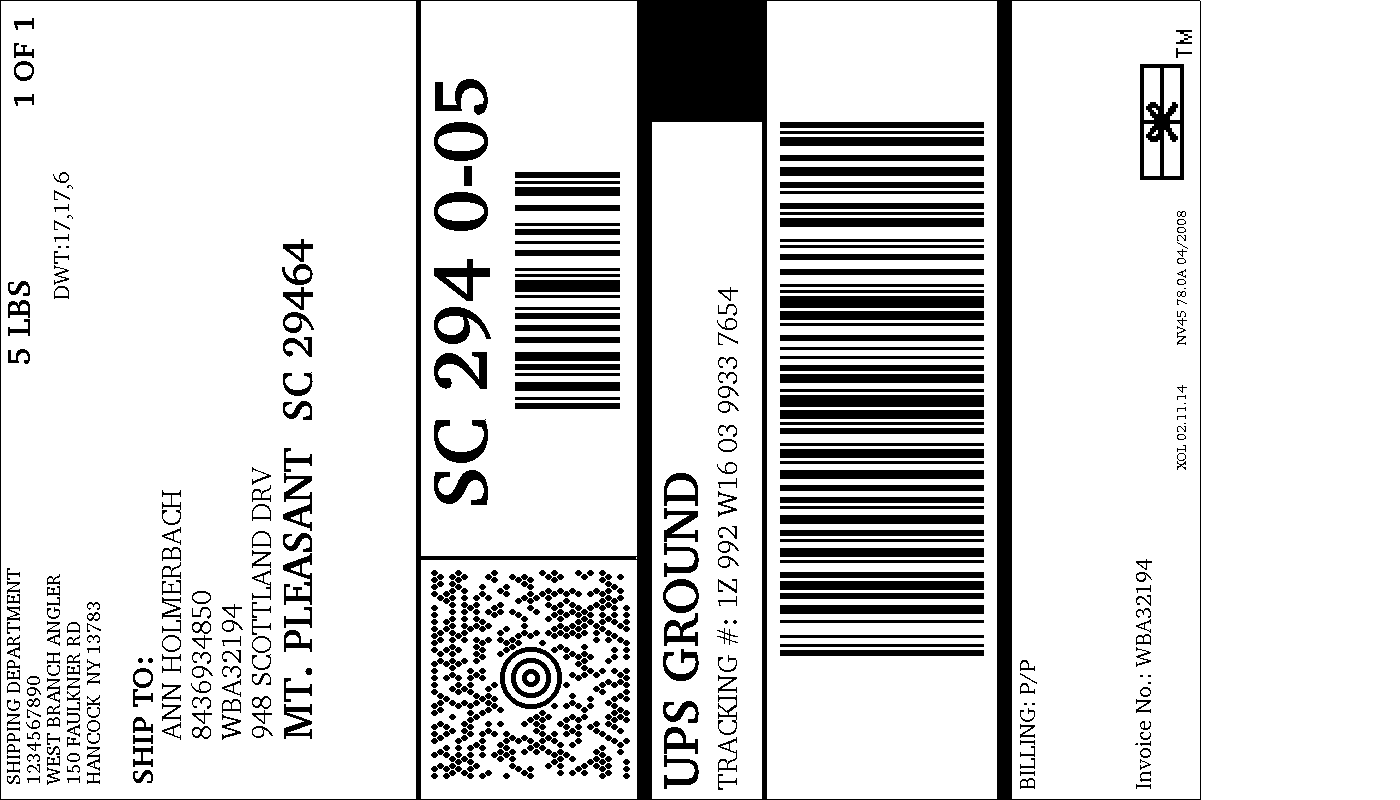 SHIPPING DEPARTMENT
1234567890
WEST BRANCH ANGLER
150 FAULKNER RD
HANCOCK NY 13783
5 LBS
1 OF 1
DWT:17,17,6
SHIP TO:
ANN HOLMERBACH
8436934850
WBA32194
948 SCOTTLAND DRV
MT. PLEASANT SC 29464
SC 294 0-05
UPS GROUND
TRACKING #: 1Z 992 W16 03 9933 7654
BILLING: P/P
Invoice No.: WBA32194
XOL 02.11.14 NV45 78.0A 04/2008
TM